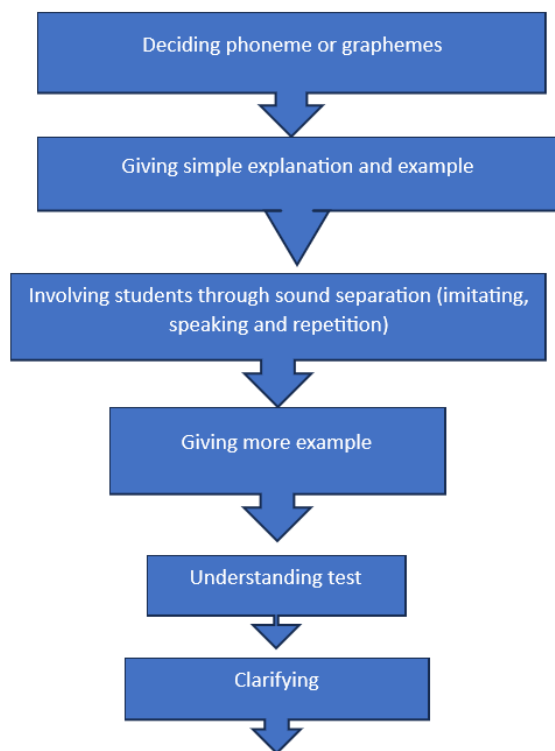 Deciding phoneme or graphemes
Giving simple explanation and example
Involving students through sound separation (imitating,
speaking and repetition)
Giving more example
Understanding test
Clarifying